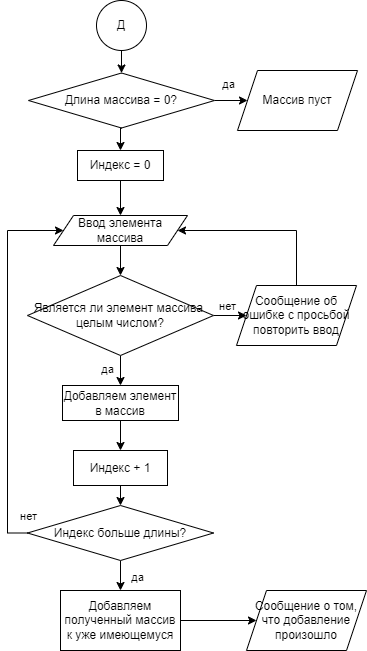 Д
Длина массива = 0?
да
Массив пуст
Индекс = 0
Ввод элемента
массива
Является ли элемент массива
целым числом?
нет
Сообщение об
ошибке с просьбой
повторить ввод
да
Добавляем элемент
в массив
Индекс + 1
нет
Индекс больше длины?
да
Добавляем
полученный массив
к уже имеющемуся
Сообщение о том,
что добавление
произошло